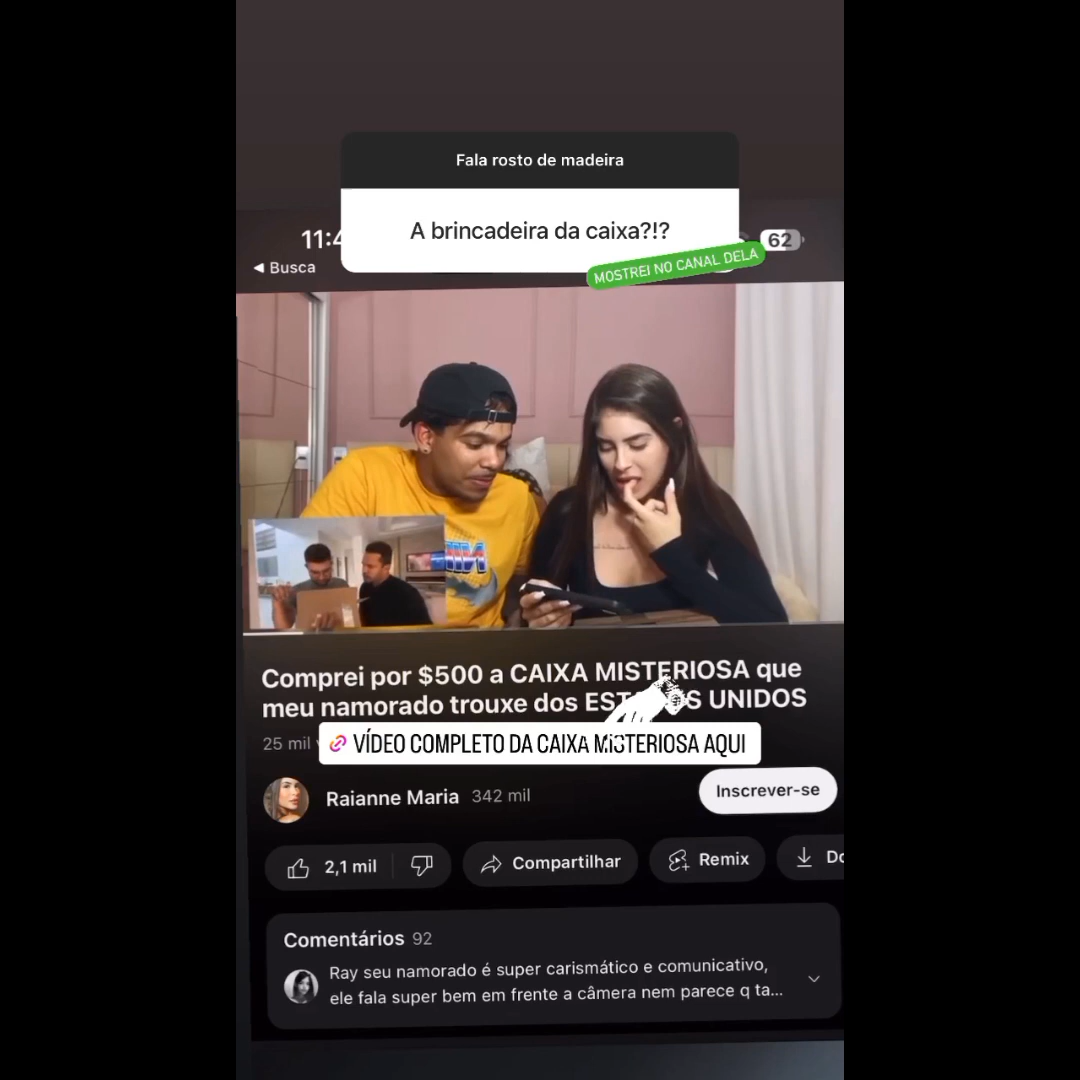 Fala rosto de madeira
A brincadeira da caixa?!?
MOSTREI NO CANAL DELA
62
Busca
Comprei por $500 a CAIXA MISTERIOSA que
meu namorado trouxe dos UNIDOS
25 mil
VÍDEO COMPLETO DA CAIXA MISTERIOSA AQUI
Raianne Maria 342 mil
Inscrever-se
2,1 mil
Compartilhar
Remix
Comentários 92
Ray seu namorado é super carismático e comunicativo,
ele fala super bem em frente a câmera nem parece q ta...